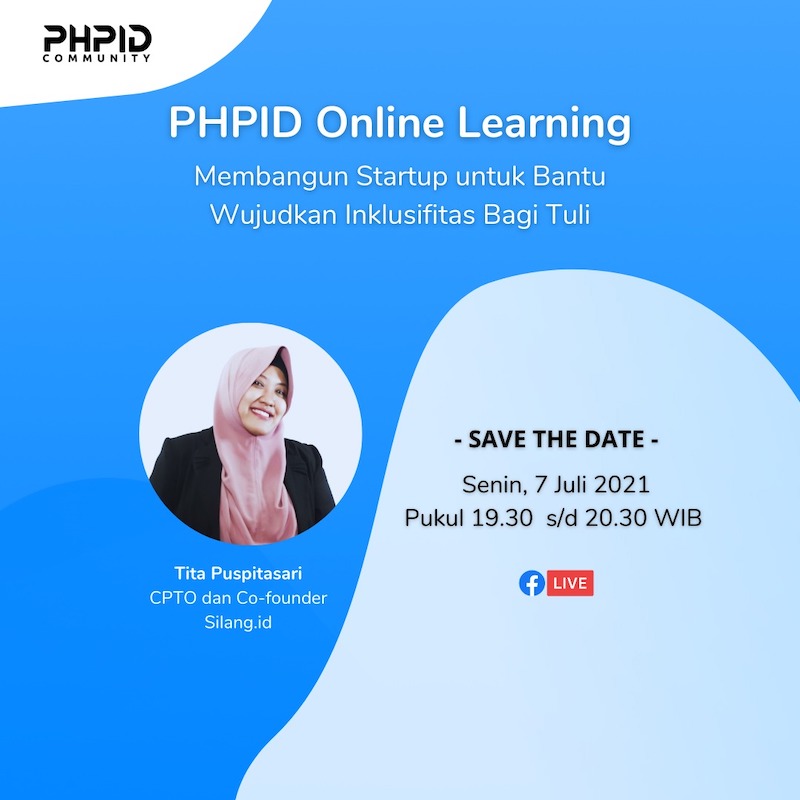 PHPID
COMMUNITY
PHPID Online Learning
Membangun Startup untuk Bantu
Wujudkan Inklusifitas Bagi Tuli
- SAVE THE DATE -
Senin, 7 Juli 2021
Pukul 19.30 s/d 20.30 WIB
LIVE
Tita Puspitasari
CPTO dan Co-founder
Silang.id